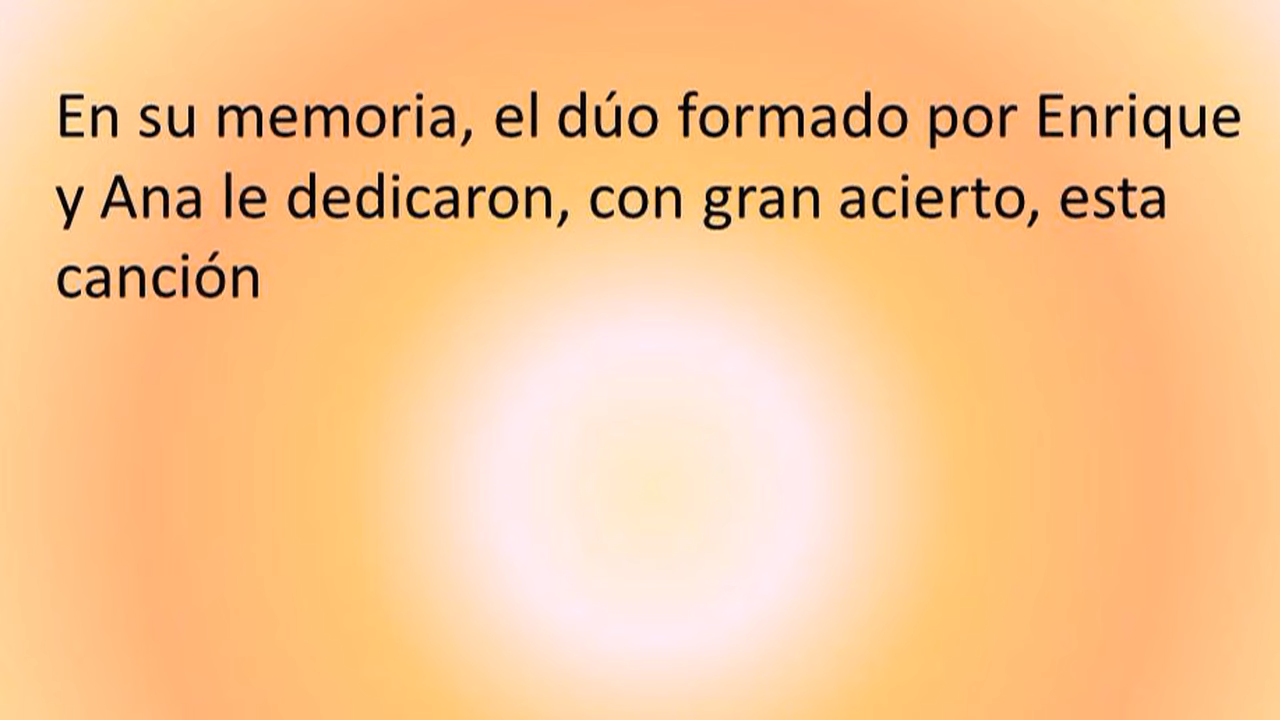 En su memoria, el dúo formado por Enrique
y Ana le dedicaron, con gran acierto, esta
canción